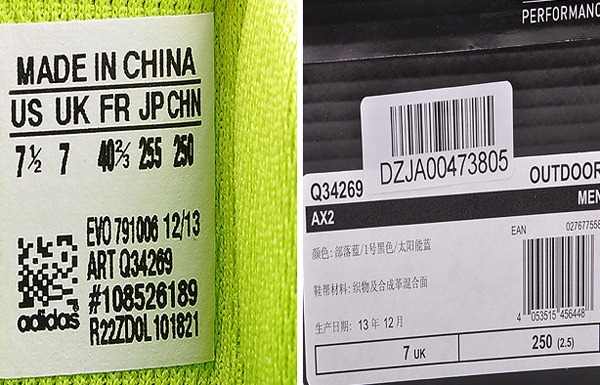 MADE IN CHINA
US UK FR JP CHN
7½ 7 40⅔ 255 250
EVO 791006 12/13
ART Q34269
#108526189
R22ZD0L 101821
adidas
PERFORMANC
DZJA00473805
Q34269 OUTDOOR
AX2 MEN
EAN 027677558
颜色: 部落蓝/1号黑色/太阳能蓝
鞋帮材料: 织物及合成革混合面
4 053515 456448
生产日期: 13 年 12 月
7 UK 250 (2.5)